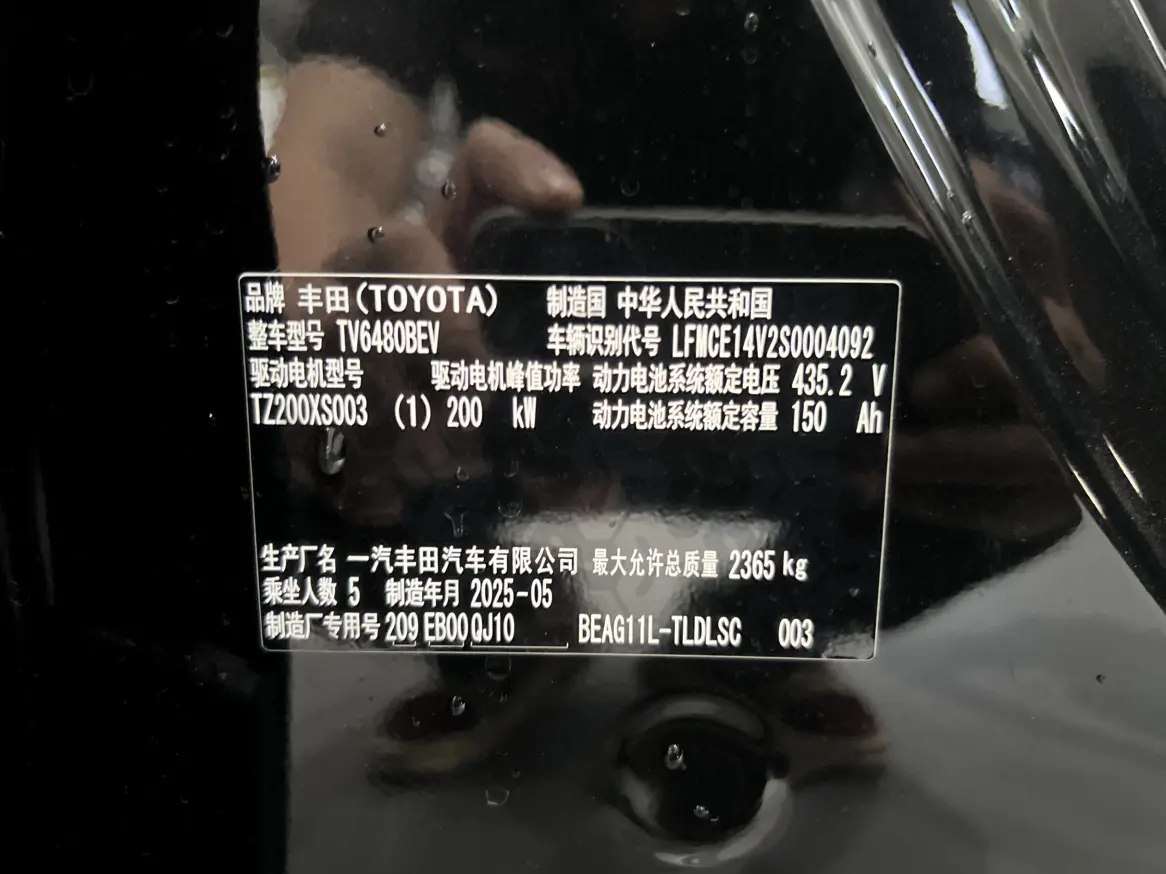 品牌 丰田(TOYOTA) 制造国 中华人民共和国
整车型号 TV6480BEV 车辆识别代号 LFMCE14V2S0004092
驱动电机型号 驱动电机峰值功率 动力电池系统额定电压 435.2 V
TZ200XS003 (1) 200 kW 动力电池系统额定容量 150 Ah
生产厂名 一汽丰田汽车有限公司 最大允许总质量 2365 kg
乘坐人数 5 制造年月 2025-05
制造厂专用号 209 EB00 QJ10 BEAG11L-TLDLSC 003